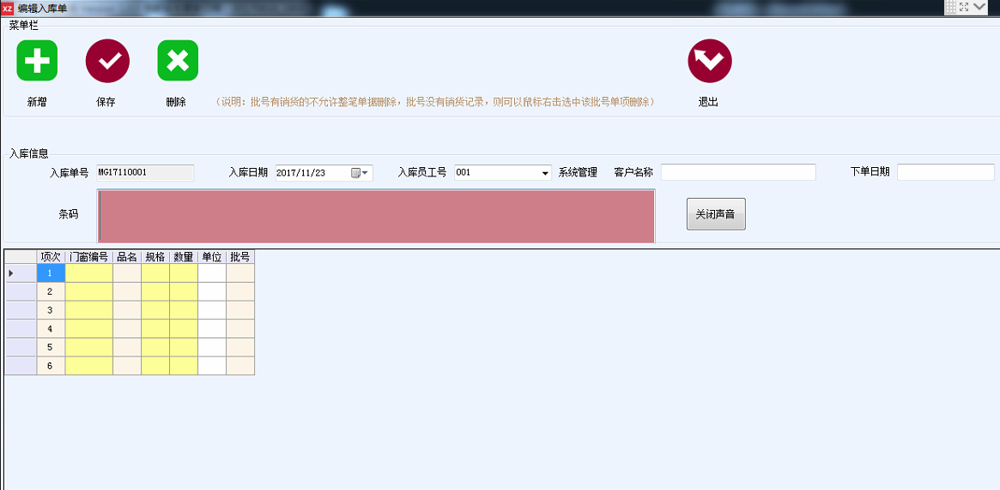 XZ 编辑入库单
菜单栏
新增 保存 删除 (说明：批号有销货的不允许整笔单据删除，批号没有销货记录，则可以鼠标右击选中该批号单项删除) 退出
入库信息
入库单号 MG17110001 入库日期 2017/11/23 入库员工号 001 系统管理 客户名称 下单日期
条码 关闭声音
项次 门窗编号 品名 规格 数量 单位 批号
1
2
3
4
5
6